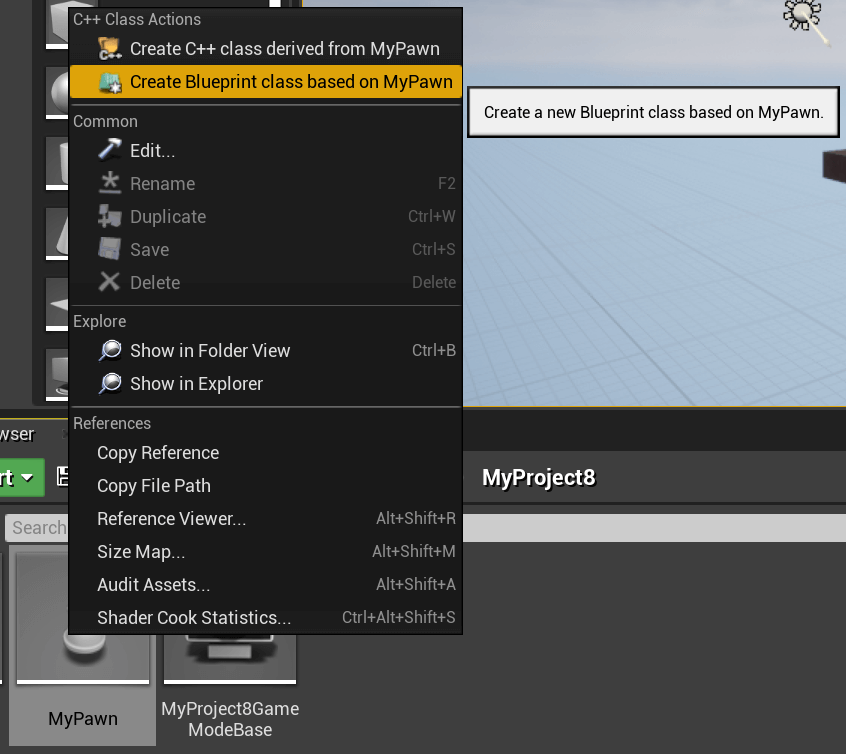 C++ Class Actions
Create C++ class derived from MyPawn
Create Blueprint class based on MyPawn
Create a new Blueprint class based on MyPawn.
Common
Edit...
Rename F2
Duplicate Ctrl+W
Save Ctrl+S
Delete Delete
Explore
Show in Folder View Ctrl+B
Show in Explorer
References
Copy Reference
Copy File Path
Reference Viewer... Alt+Shift+R
Size Map... Alt+Shift+M
Audit Assets... Alt+Shift+A
Shader Cook Statistics... Ctrl+Alt+Shift+S
wser
rt
MyProject8
Search
MyPawn
MyProject8Game
ModeBase